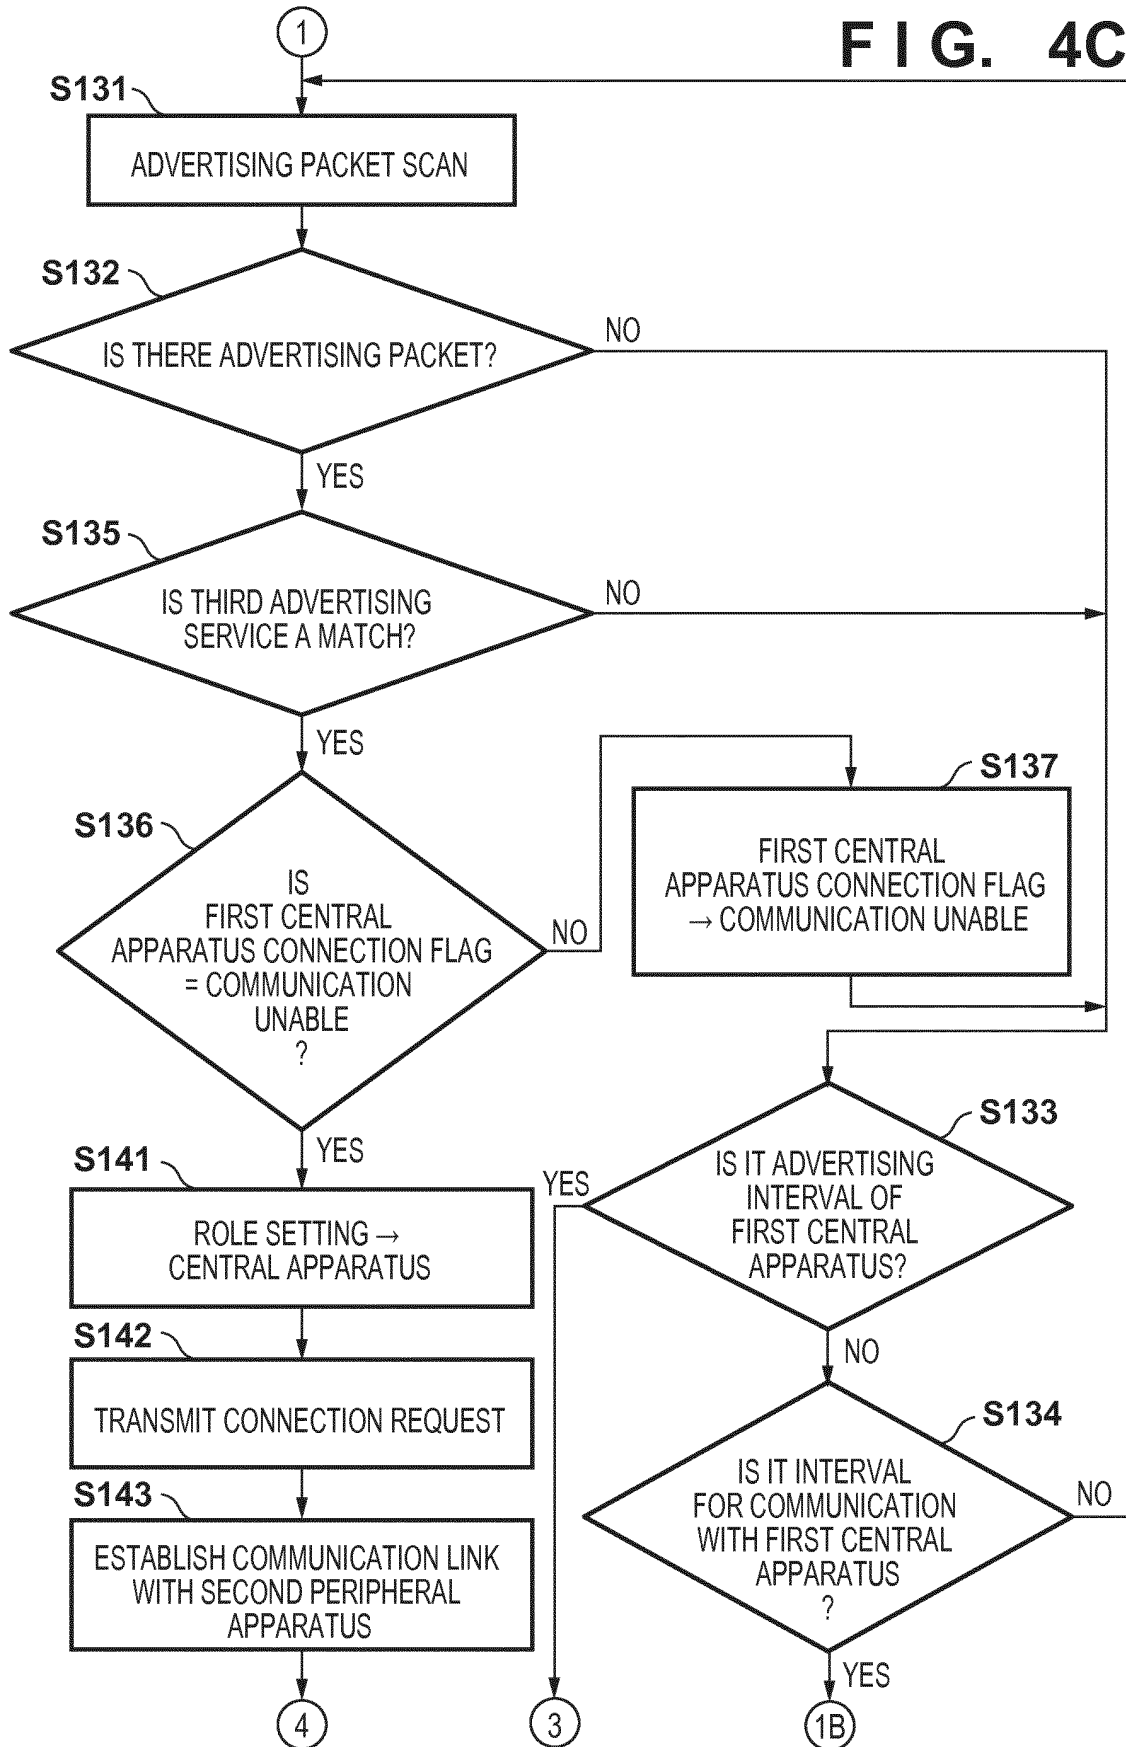 FIG. 4C
1
S131
ADVERTISING PACKET SCAN
S132
IS THERE ADVERTISING PACKET?
NO
YES
S135
IS THIRD ADVERTISING
SERVICE A MATCH?
NO
YES
S136
IS
FIRST CENTRAL
APPARATUS CONNECTION FLAG
= COMMUNICATION
UNABLE
?
NO
S137
FIRST CENTRAL
APPARATUS CONNECTION FLAG
→ COMMUNICATION UNABLE
YES
S141
ROLE SETTING →
CENTRAL APPARATUS
S142
TRANSMIT CONNECTION REQUEST
S143
ESTABLISH COMMUNICATION LINK
WITH SECOND PERIPHERAL
APPARATUS
4
S133
IS IT ADVERTISING
INTERVAL OF
FIRST CENTRAL
APPARATUS?
YES
NO
3
S134
IS IT INTERVAL
FOR COMMUNICATION
WITH FIRST CENTRAL
APPARATUS
?
NO
YES
1B